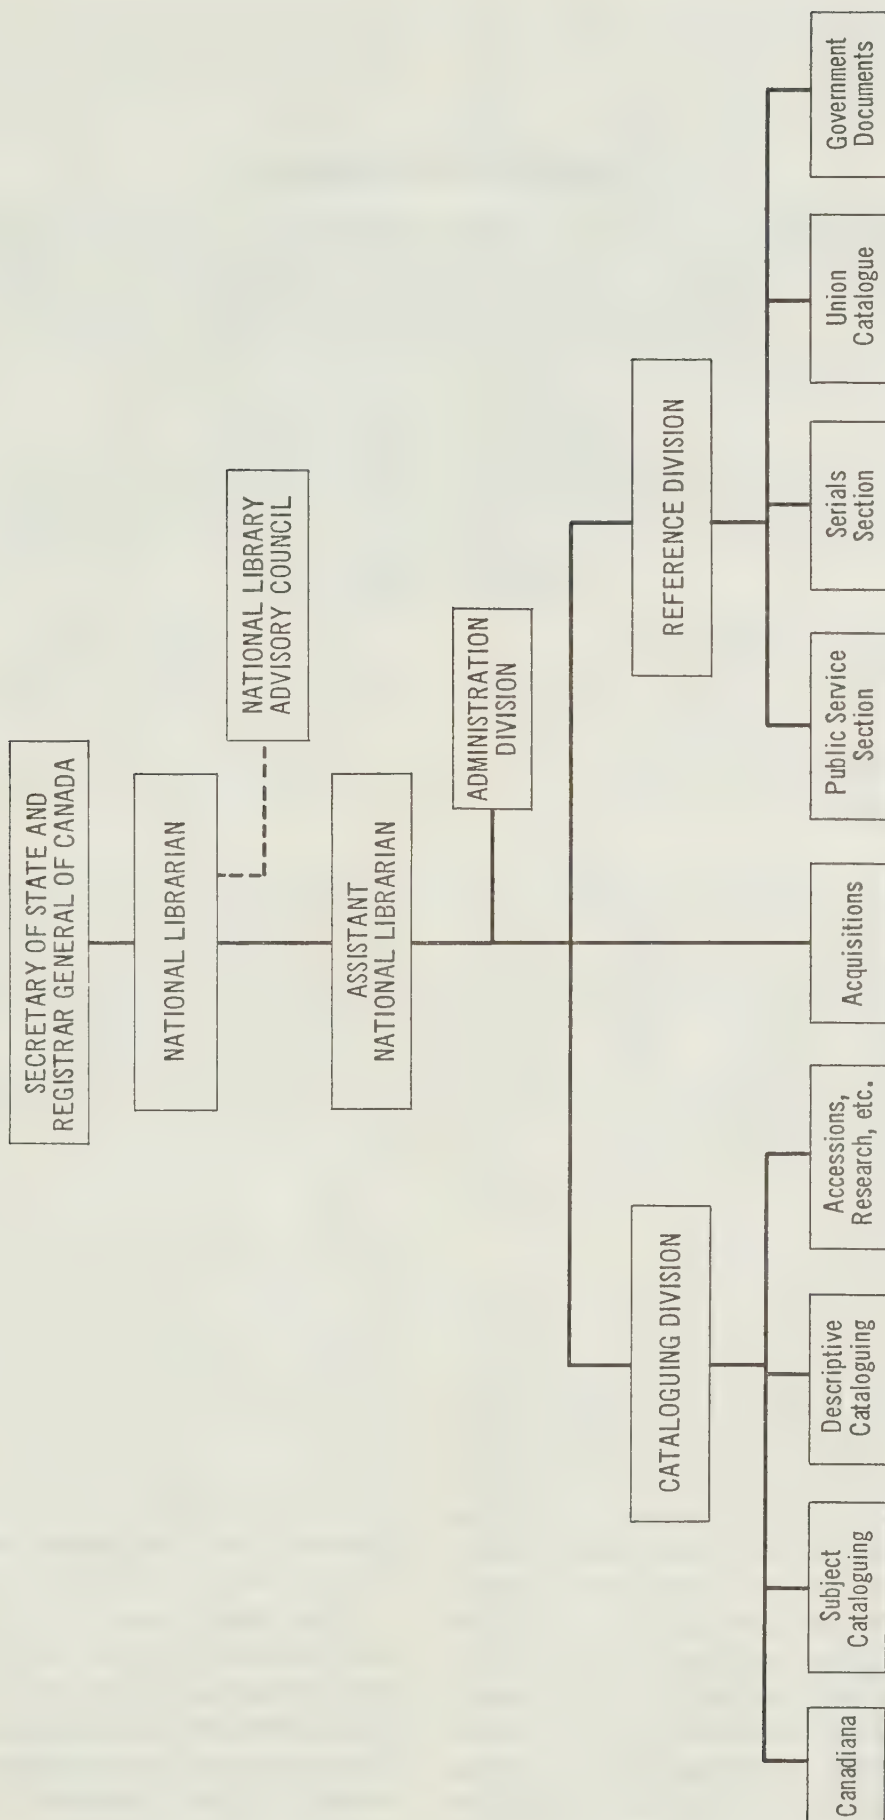 SECRETARY OF STATE AND
REGISTRAR GENERAL OF CANADA
NATIONAL LIBRARIAN
NATIONAL LIBRARY
ADVISORY COUNCIL
ASSISTANT
NATIONAL LIBRARIAN
ADMINISTRATION
DIVISION
CATALOGUING DIVISION
REFERENCE DIVISION
Canadiana
Subject
Cataloguing
Descriptive
Cataloguing
Accessions,
Research, etc.
Acquisitions
Public Service
Section
Serials
Section
Union
Catalogue
Government
Documents